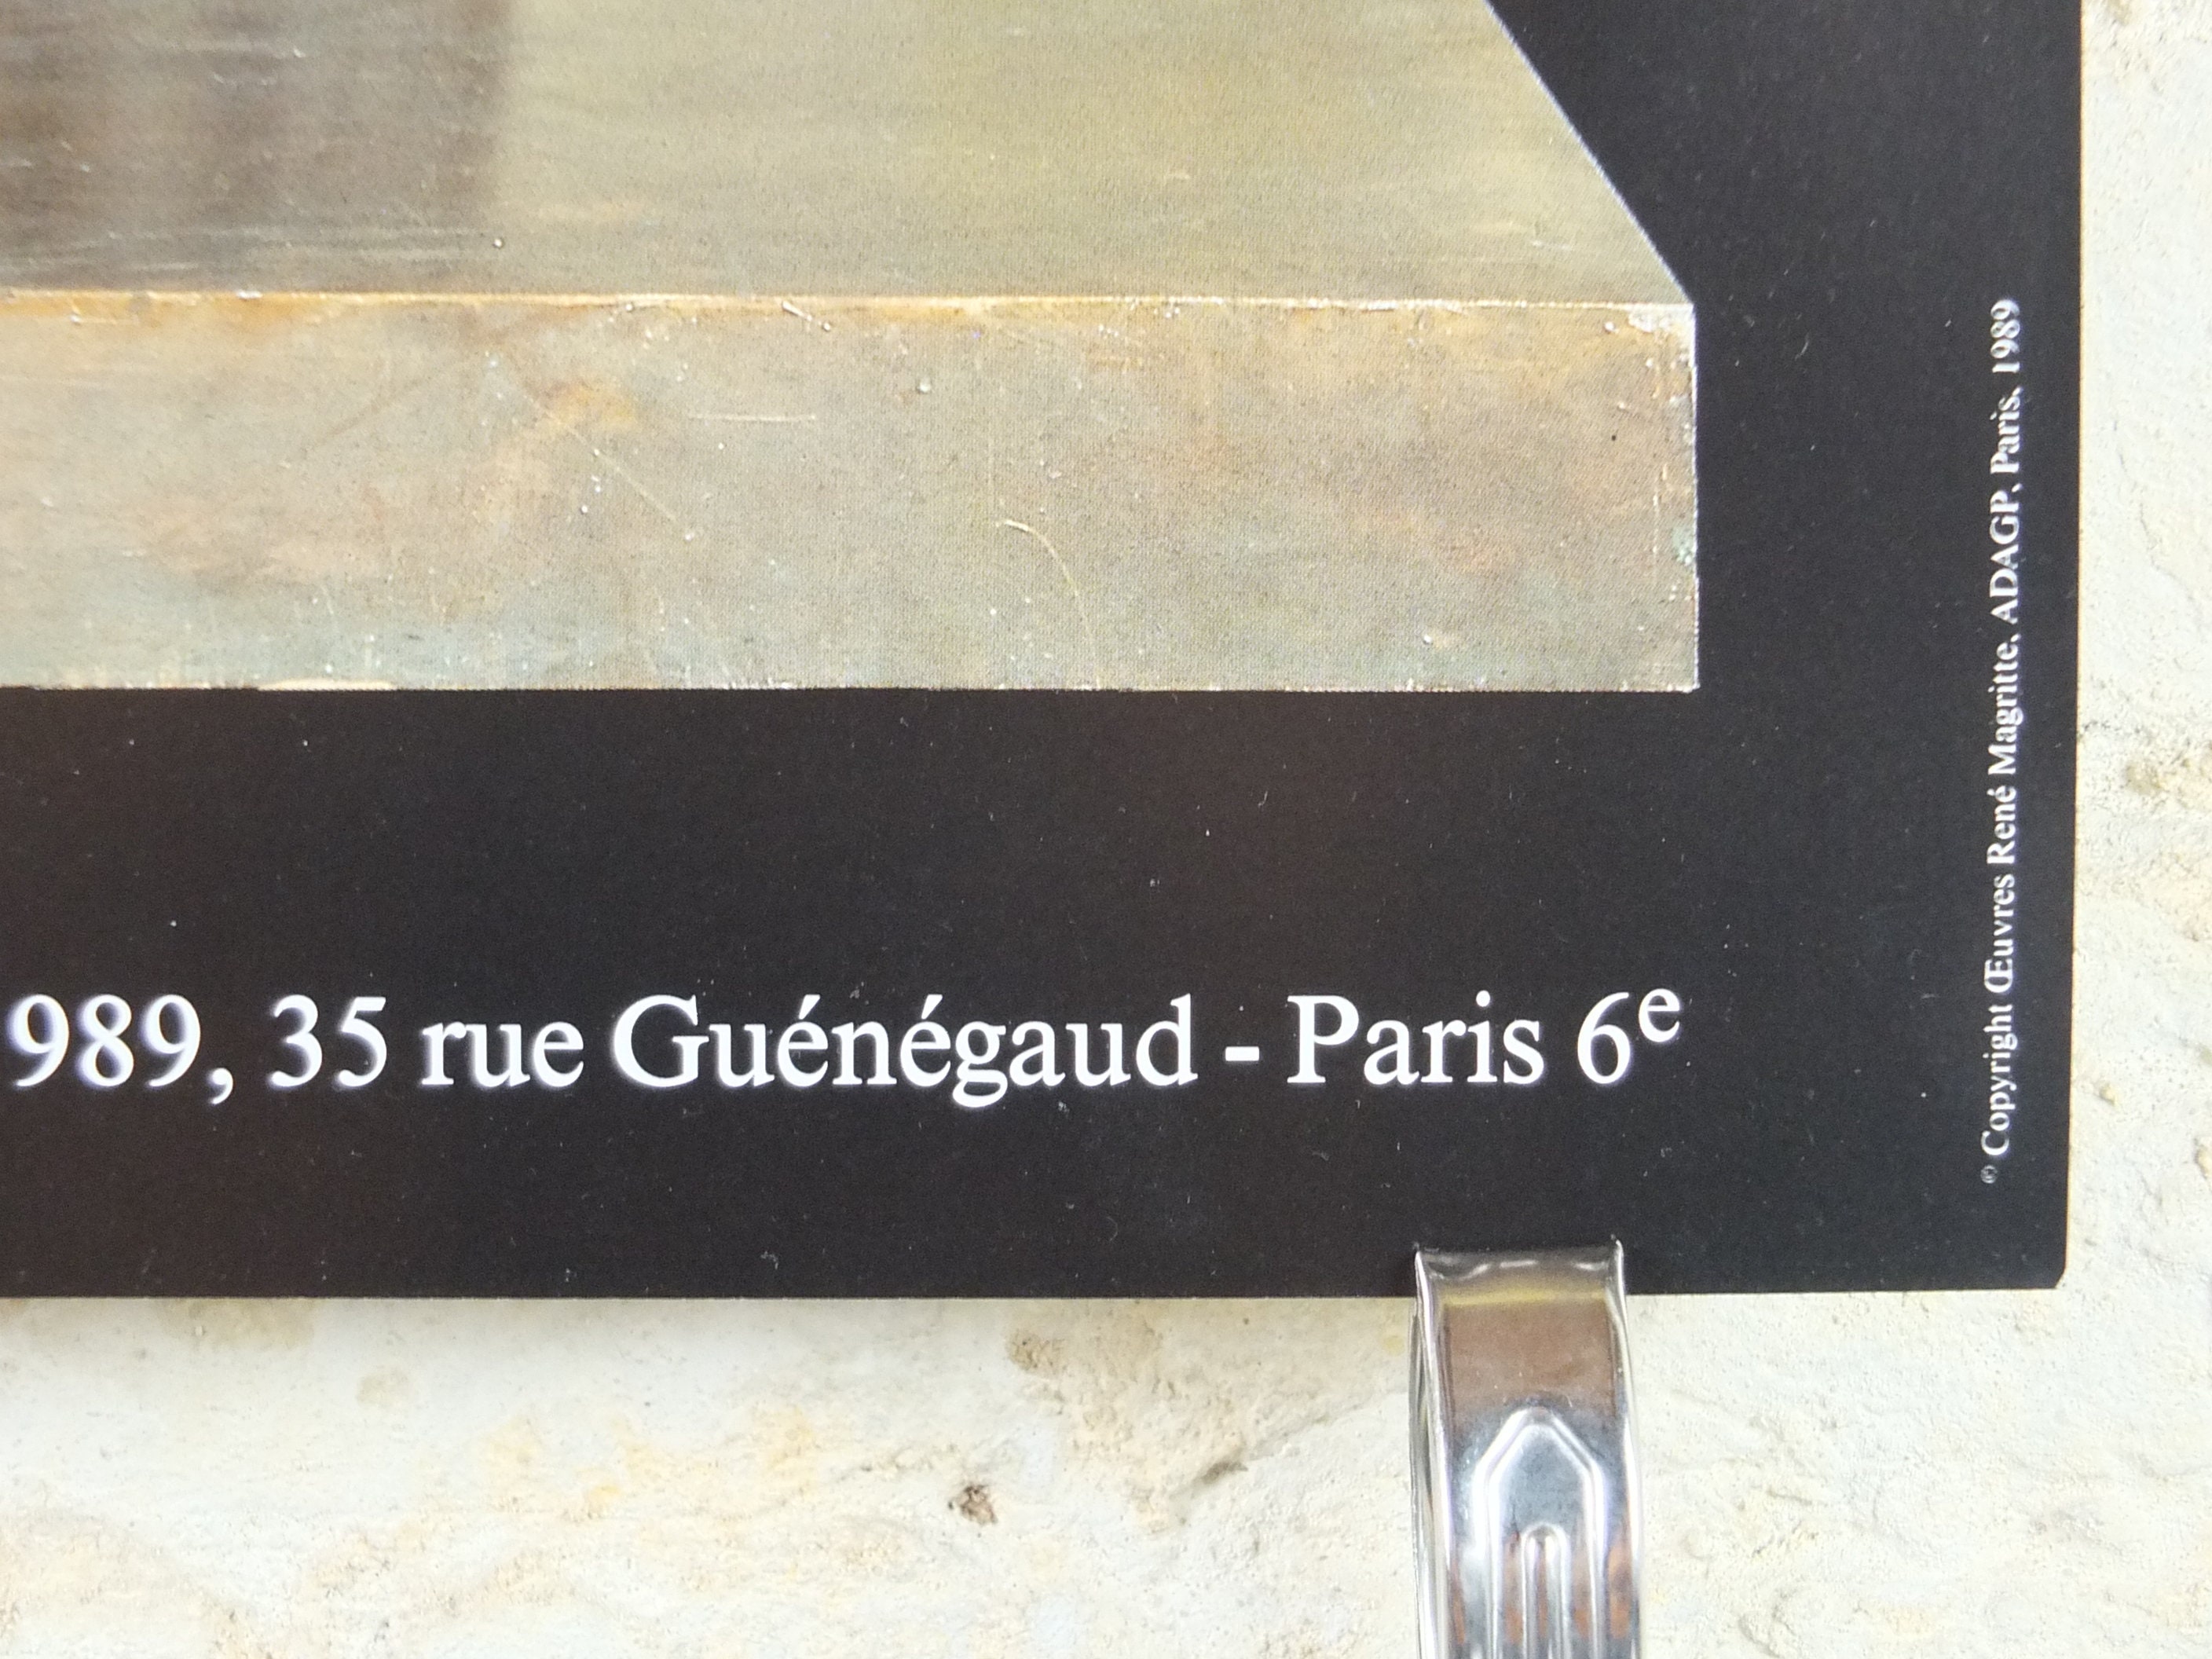 989, 35 rue Guénégaud - Paris 6e
© Copyright Œuvres René Magritte, ADAGP, Paris, 1989